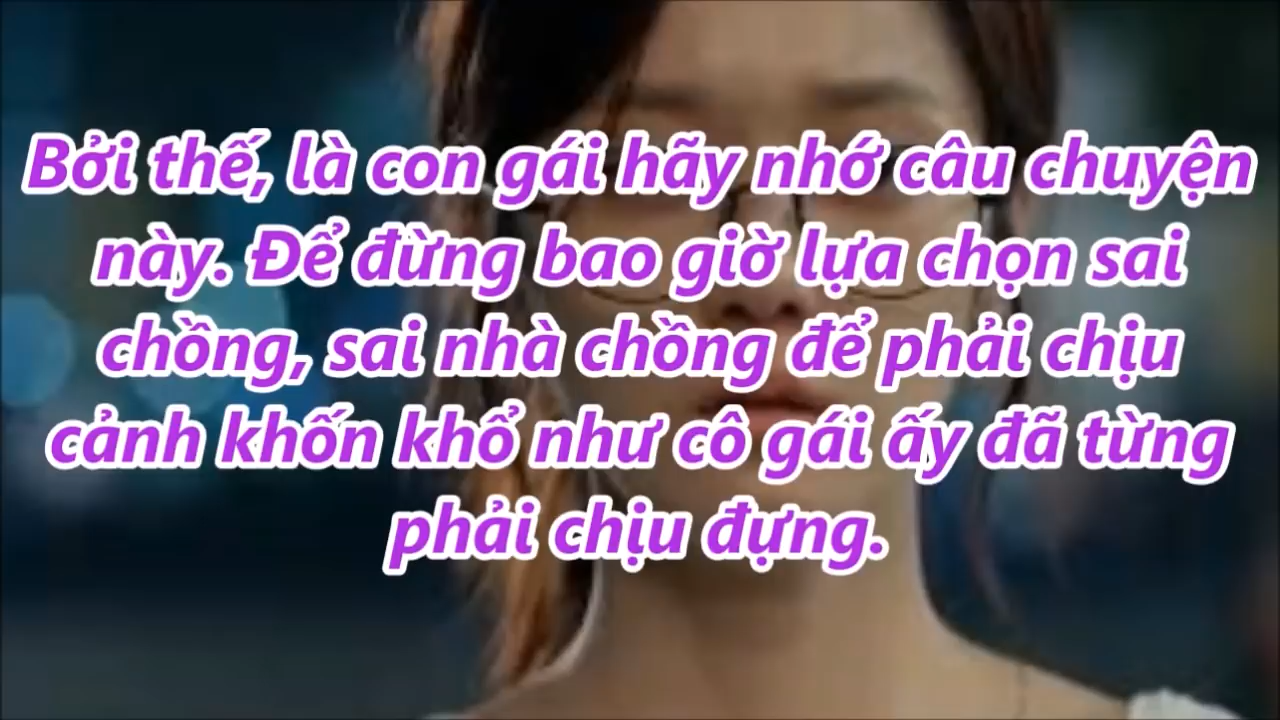 Bởi thế, là con gái hãy nhớ câu chuyện
này. Để đừng bao giờ lựa chọn sai
chồng, sai nhà chồng để phải chịu
cảnh khốn khổ như cô gái ấy đã từng
phải chịu đựng.